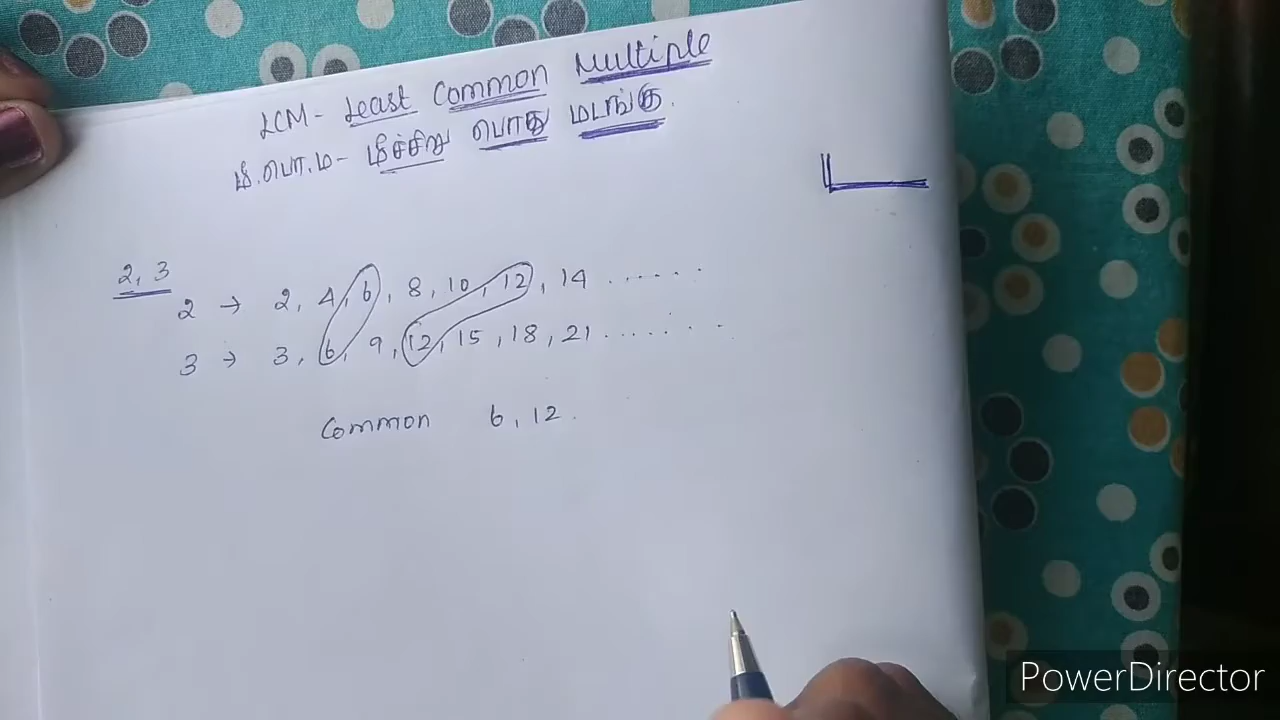 LCM - Least Common Multiple
மீ.பொ.ம - மீச்சிறு பொது மடங்கு.
2, 3
2 → 2, 4, 6, 8, 10, 12, 14 ......
3 → 3, 6, 9, 12, 15, 18, 21 .......
Common 6, 12.
PowerDirector